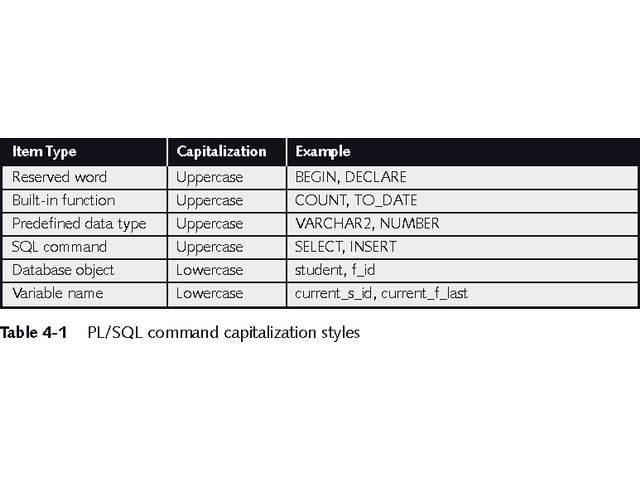 Item Type Capitalization Example
Reserved word Uppercase BEGIN, DECLARE
Built-in function Uppercase COUNT, TO_DATE
Predefined data type Uppercase VARCHAR2, NUMBER
SQL command Uppercase SELECT, INSERT
Database object Lowercase student, f_id
Variable name Lowercase current_s_id, current_f_last
Table 4-1 PL/SQL command capitalization styles